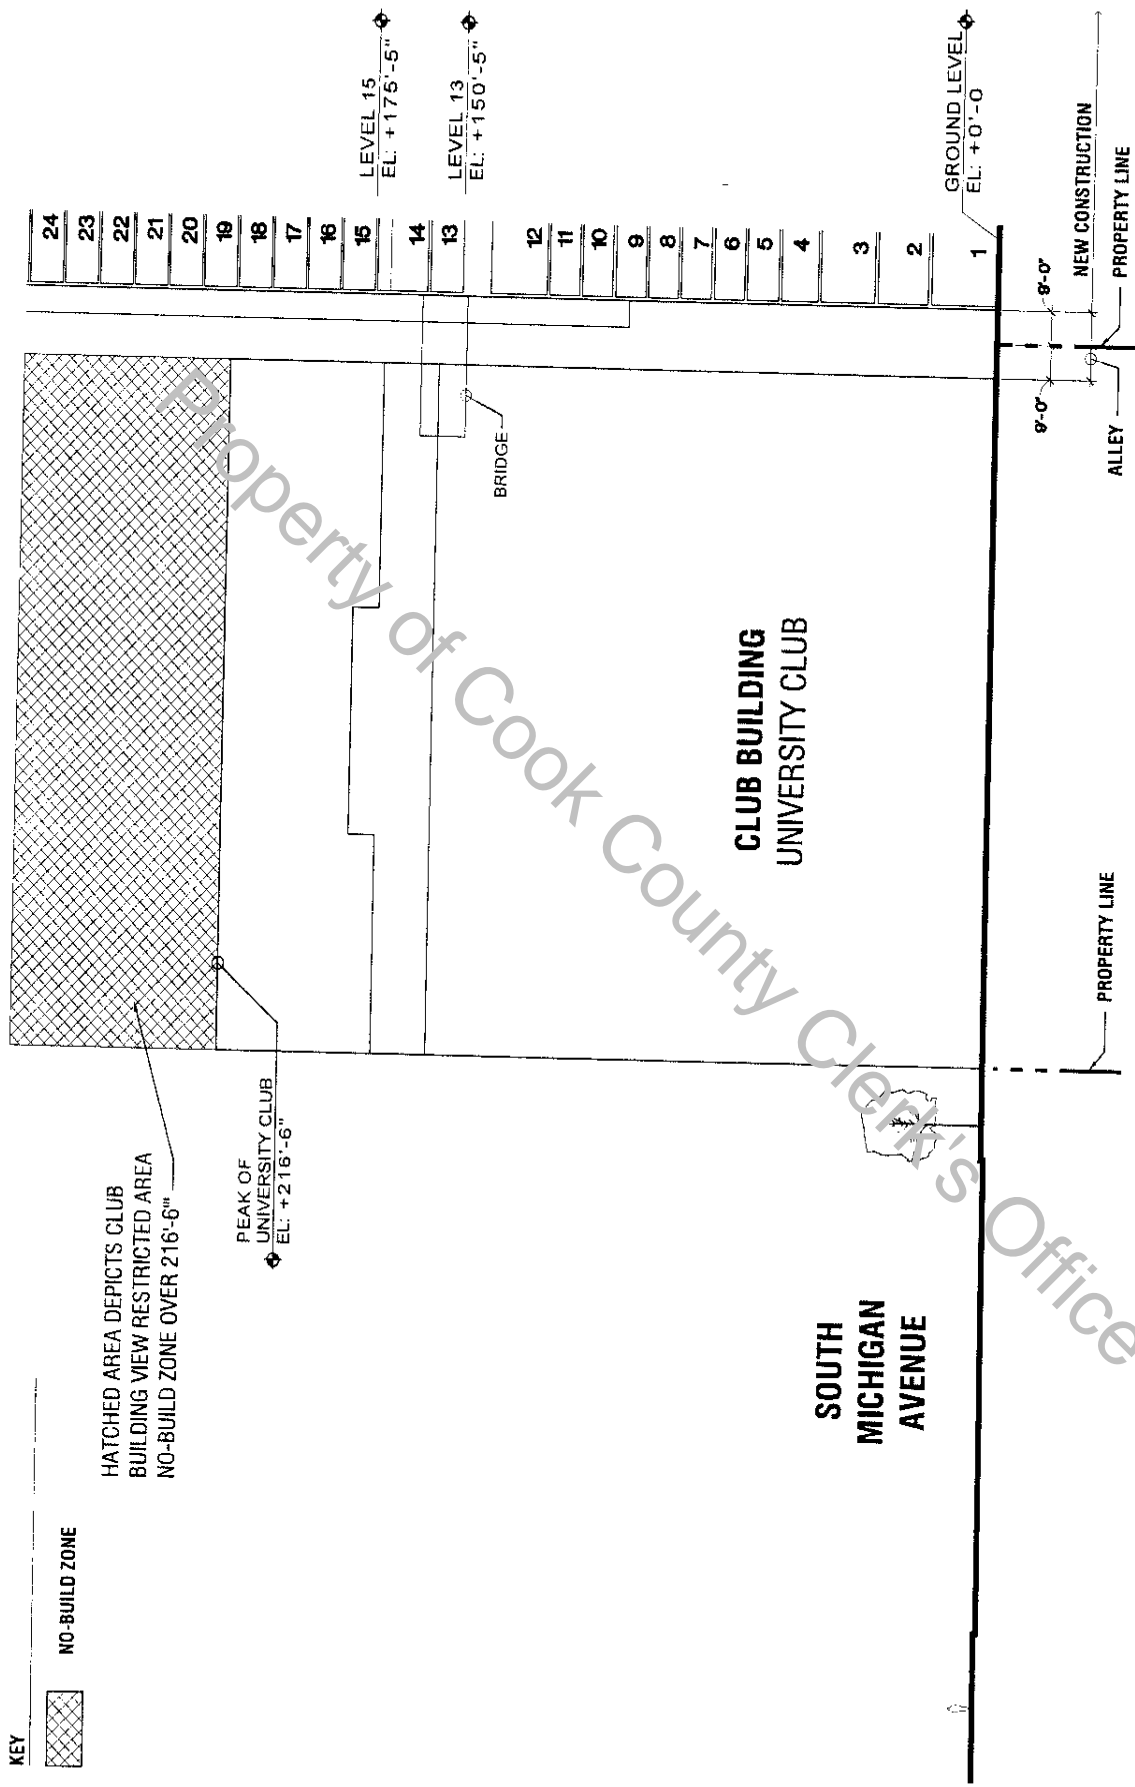 KEY
NO-BUILD ZONE
HATCHED AREA DEPICTS CLUB
BUILDING VIEW RESTRICTED AREA
NO-BUILD ZONE OVER 216'-6"'
PEAK OF
UNIVERSITY CLUB
EL: +216'-6"
SOUTH
MICHIGAN
AVENUE
CLUB BUILDING
UNIVERSITY CLUB
BRIDGE
24
23
22
21
20
19
18
17
16
15
14
13
12
11
10
9
8
7
6
5
4
3
2
1
LEVEL 15
EL: +175'-5"
LEVEL 13
EL: +150'-5"
GROUND LEVEL
EL: +0'-0
9'-0"
9'-0"
NEW CONSTRUCTION
PROPERTY LINE
ALLEY
PROPERTY LINE
Property of Cook County Clerk's Office